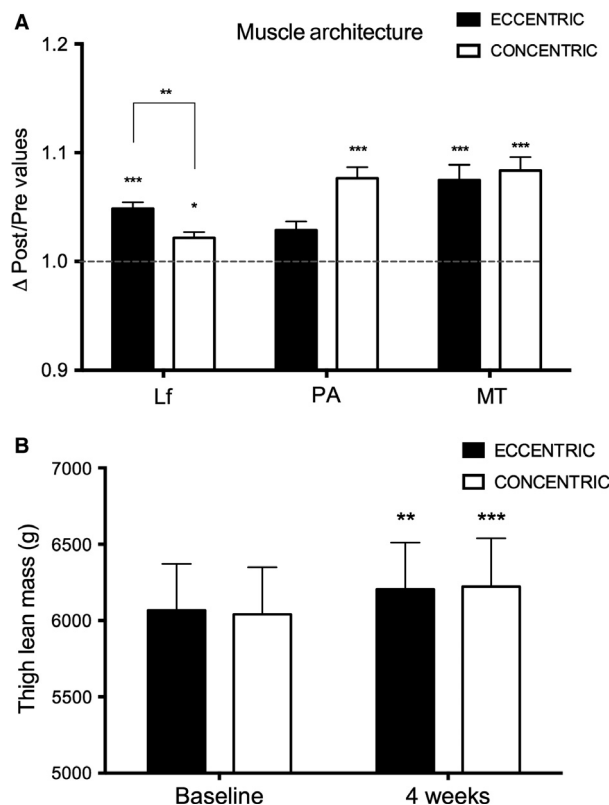 A
Muscle architecture
ECCENTRIC
CONCENTRIC
Δ Post/Pre values
1.2
1.1
1.0
0.9
**
***
*
***
***
***
Lf
PA
MT
B
ECCENTRIC
CONCENTRIC
Thigh lean mass (g)
7000
6500
6000
5500
5000
**
***
Baseline
4 weeks